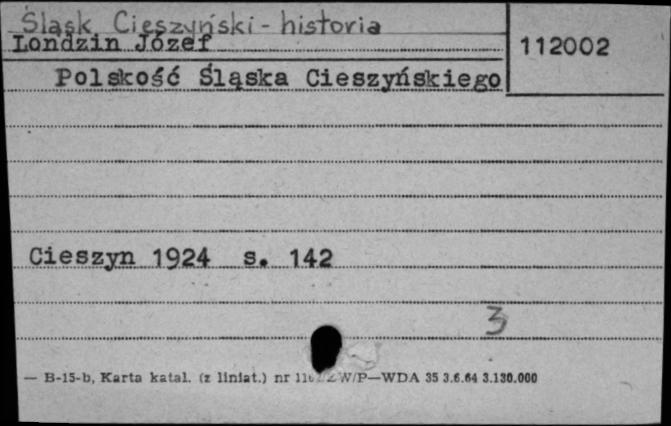 Śląsk Cieszyński - historia
Londzin Józef
112002
Polskość Śląska Cieszyńskiego
Cieszyn 1924 s. 142
3
— B-15-b, Karta katal. (z liniat.) nr W/P—WDA 35 3.6.64 3.130.000